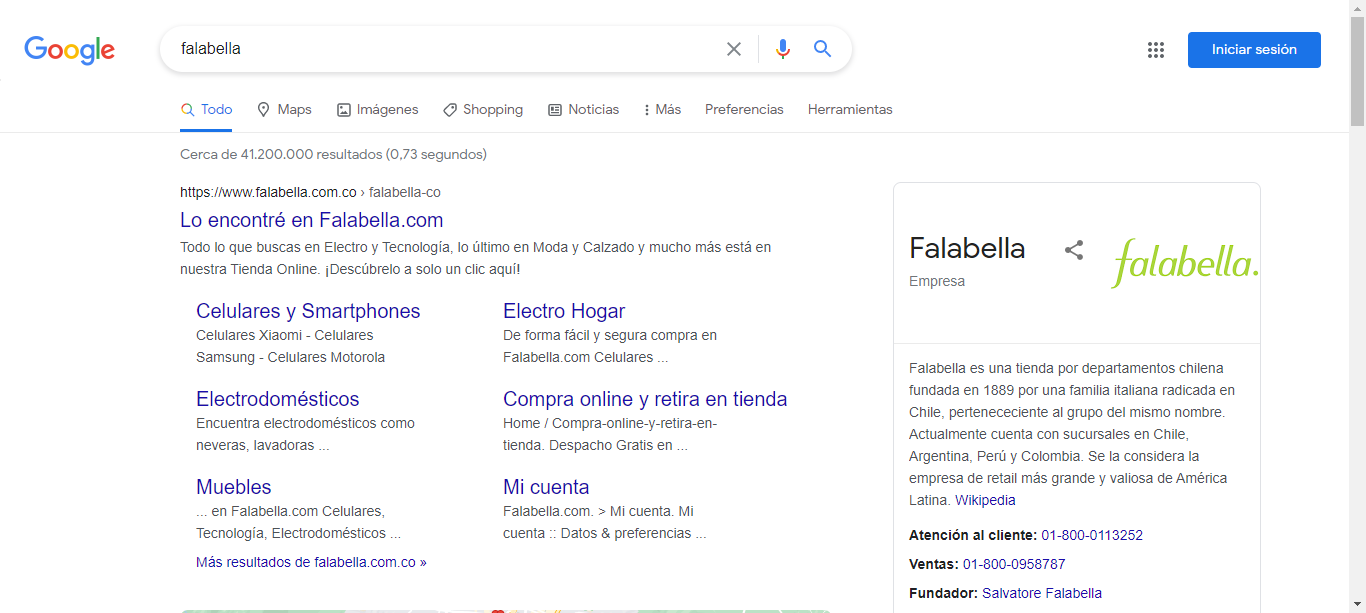 Google
falabella
Iniciar sesión
Todo
Maps
Imágenes
Shopping
Noticias
Más
Preferencias
Herramientas
Cerca de 41.200.000 resultados (0,73 segundos)
https://www.falabella.com.co › falabella-co
Lo encontré en Falabella.com
Todo lo que buscas en Electro y Tecnología, lo último en Moda y Calzado y mucho más está en
nuestra Tienda Online. ¡Descúbrelo a solo un clic aquí!
Celulares y Smartphones
Celulares Xiaomi - Celulares
Samsung - Celulares Motorola
Electro Hogar
De forma fácil y segura compra en
Falabella.com Celulares ...
Electrodomésticos
Encuentra electrodomésticos como
neveras, lavadoras ...
Compra online y retira en tienda
Home / Compra-online-y-retira-en-
tienda. Despacho Gratis en ...
Muebles
... en Falabella.com Celulares,
Tecnología, Electrodomésticos ...
Mi cuenta
Falabella.com. > Mi cuenta. Mi
cuenta :: Datos & preferencias ...
Más resultados de falabella.com.co »
Falabella
Empresa
falabella.
Falabella es una tienda por departamentos chilena
fundada en 1889 por una familia italiana radicada en
Chile, pertenececiente al grupo del mismo nombre.
Actualmente cuenta con sucursales en Chile,
Argentina, Perú y Colombia. Se la considera la
empresa de retail más grande y valiosa de América
Latina. Wikipedia
Atención al cliente: 01-800-0113252
Ventas: 01-800-0958787
Fundador: Salvatore Falabella